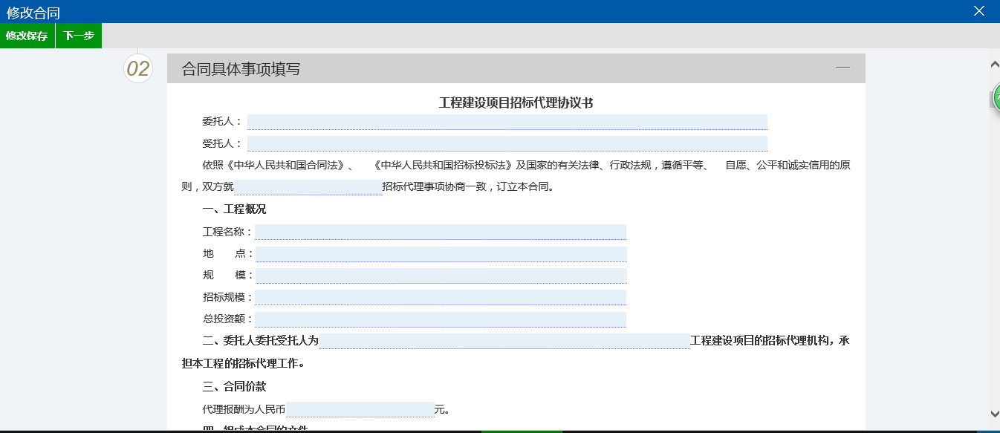 修改合同
修改保存 下一步
02 合同具体事项填写
工程建设项目招标代理协议书
委托人：
受托人：
依照《中华人民共和国合同法》、 《中华人民共和国招标投标法》及国家的有关法律、行政法规，遵循平等、 自愿、公平和诚实信用的原
则，双方就 招标代理事项协商一致，订立本合同。
一、工程概况
工程名称：
地 点：
规 模：
招标规模：
总投资额：
二、委托人委托受托人为 工程建设项目的招标代理机构，承
担本工程的招标代理工作。
三、合同价款
代理报酬为人民币 元。
四、组成本合同的文件